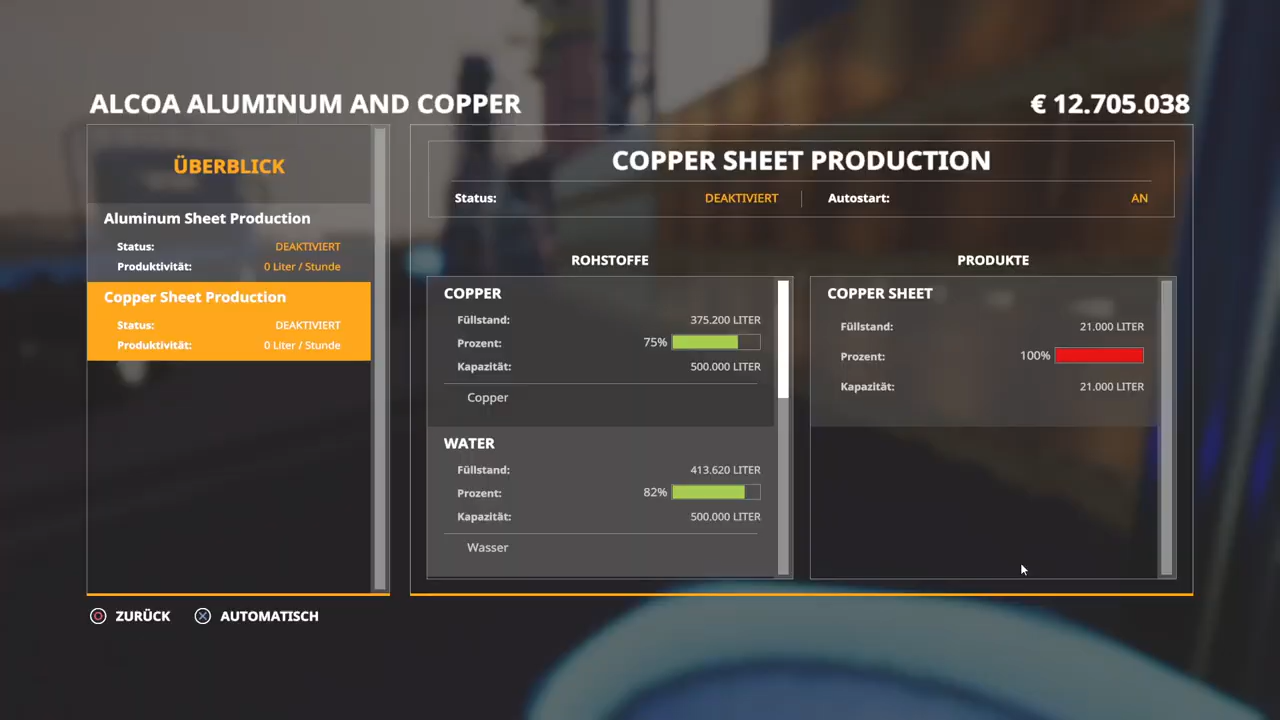 ALCOA ALUMINUM AND COPPER
€ 12.705.038
ÜBERBLICK
Aluminum Sheet Production
Status: DEAKTIVIERT
Produktivität: 0 Liter / Stunde
Copper Sheet Production
Status: DEAKTIVIERT
Produktivität: 0 Liter / Stunde
COPPER SHEET PRODUCTION
Status: DEAKTIVIERT Autostart: AN
ROHSTOFFE
COPPER
Füllstand: 375.200 LITER
Prozent: 75%
Kapazität: 500.000 LITER
Copper
WATER
Füllstand: 413.620 LITER
Prozent: 82%
Kapazität: 500.000 LITER
Wasser
PRODUKTE
COPPER SHEET
Füllstand: 21.000 LITER
Prozent: 100%
Kapazität: 21.000 LITER
ZURÜCK AUTOMATISCH